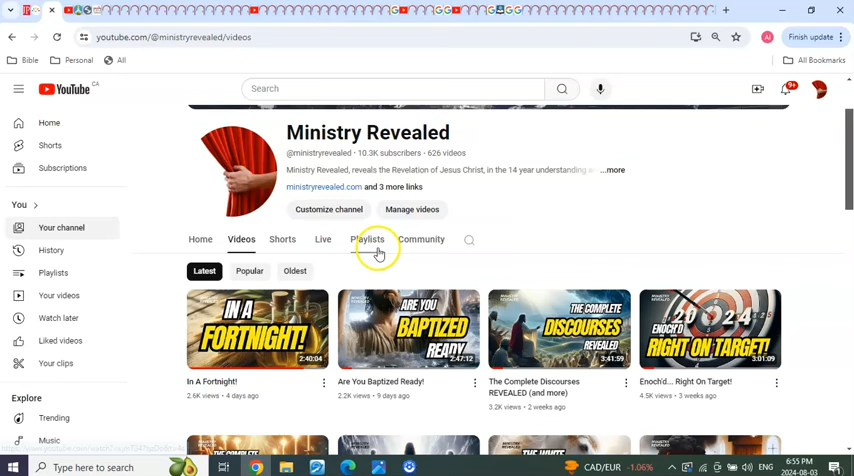 youtube.com/@ministryrevealed/videos
AI
Finish update
Bible
Personal
All
All Bookmarks
YouTube CA
Search
9+
Home
Shorts
Subscriptions
You
Your channel
History
Playlists
Your videos
Watch later
Liked videos
Your clips
Explore
Trending
Music
Ministry Revealed
@ministryrevealed · 10.3K subscribers · 626 videos
Ministry Revealed, reveals the Revelation of Jesus Christ, in the 14 year understanding ...more
ministryrevealed.com and 3 more links
Customize channel
Manage videos
Home
Videos
Shorts
Live
Playlists
Community
Latest
Popular
Oldest
IN A
FORTNIGHT!
2:40:04
In A Fortnight!
2.6K views · 4 days ago
MINISTRY REVEALED
ARE YOU
BAPTIZED
READY
2:47:12
Are You Baptized Ready!
2.2K views · 9 days ago
THE COMPLETE
DISCOURSES
REVEALED
3:41:59
The Complete Discourses
REVEALED (and more)
3.2K views · 2 weeks ago
MINISTRY REVEALED
ENOCH'D
2024
RIGHT ON TARGET!
3:01:09
Enoch'd... Right On Target!
4.5K views · 3 weeks ago
THE COMPLETE
Type here to search
CAD/EUR -1.06%
ENG
6:55 PM
2024-08-03